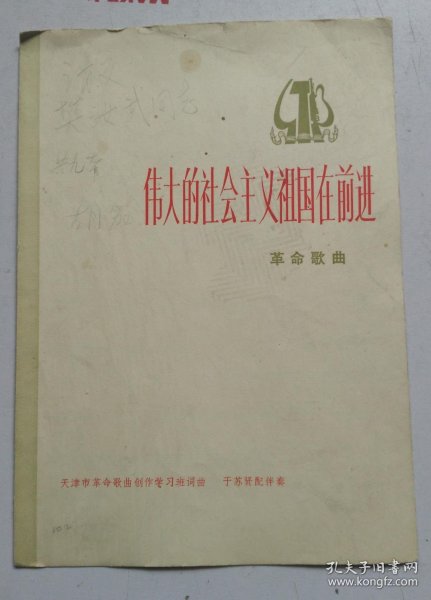 伟大的社会主义祖国在前进
革命歌曲
天津市革命歌曲创作学习班词曲 于苏贤配伴奏
孔夫子旧书网
www.kongfz.com